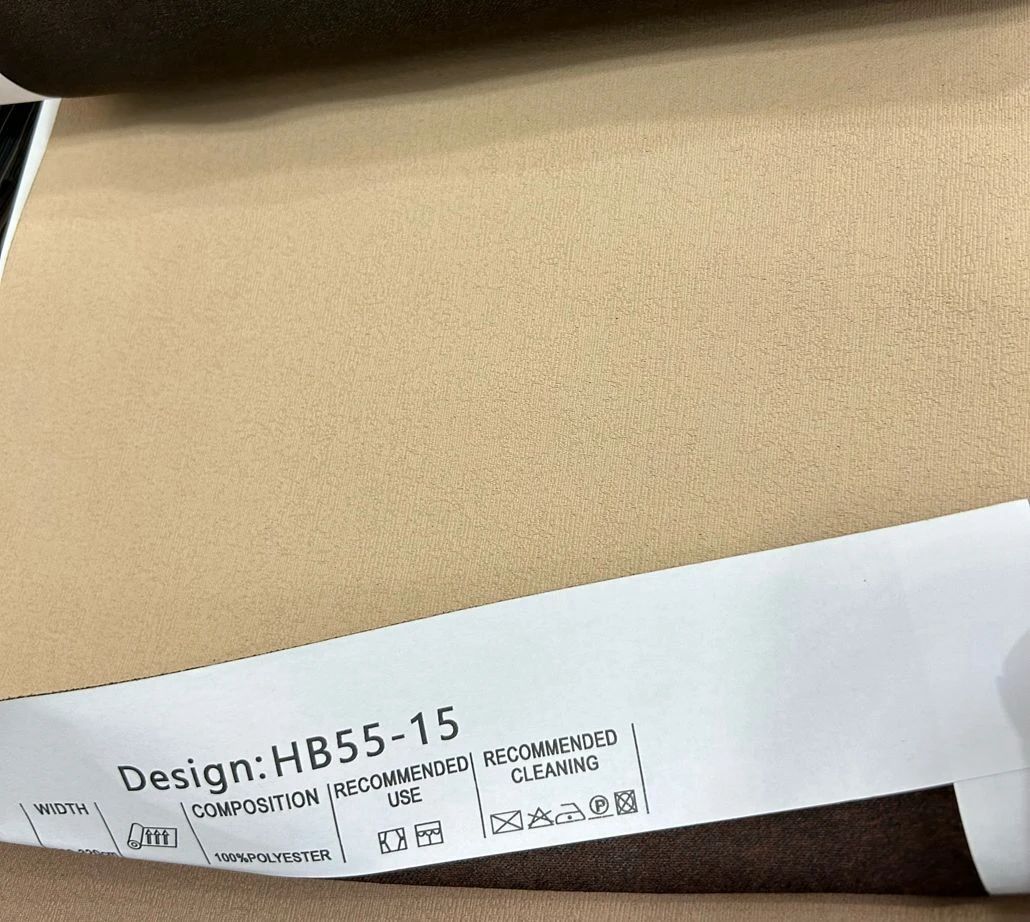 Design: HB55-15
WIDTH
COMPOSITION
100%POLYESTER
RECOMMENDED
USE
RECOMMENDED
CLEANING
P